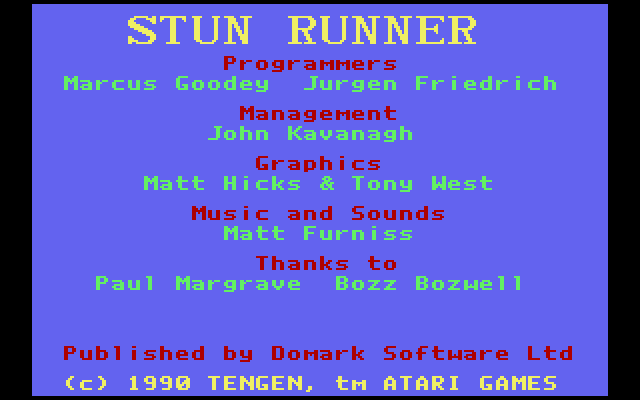 STUN RUNNER
Programmers
Marcus Goodey  Jurgen Friedrich
Management
John Kavanagh
Graphics
Matt Hicks & Tony West
Music and Sounds
Matt Furniss
Thanks to
Paul Margrave  Bozz Bozwell
Published by Domark Software Ltd
(c) 1990 TENGEN, tm ATARI GAMES